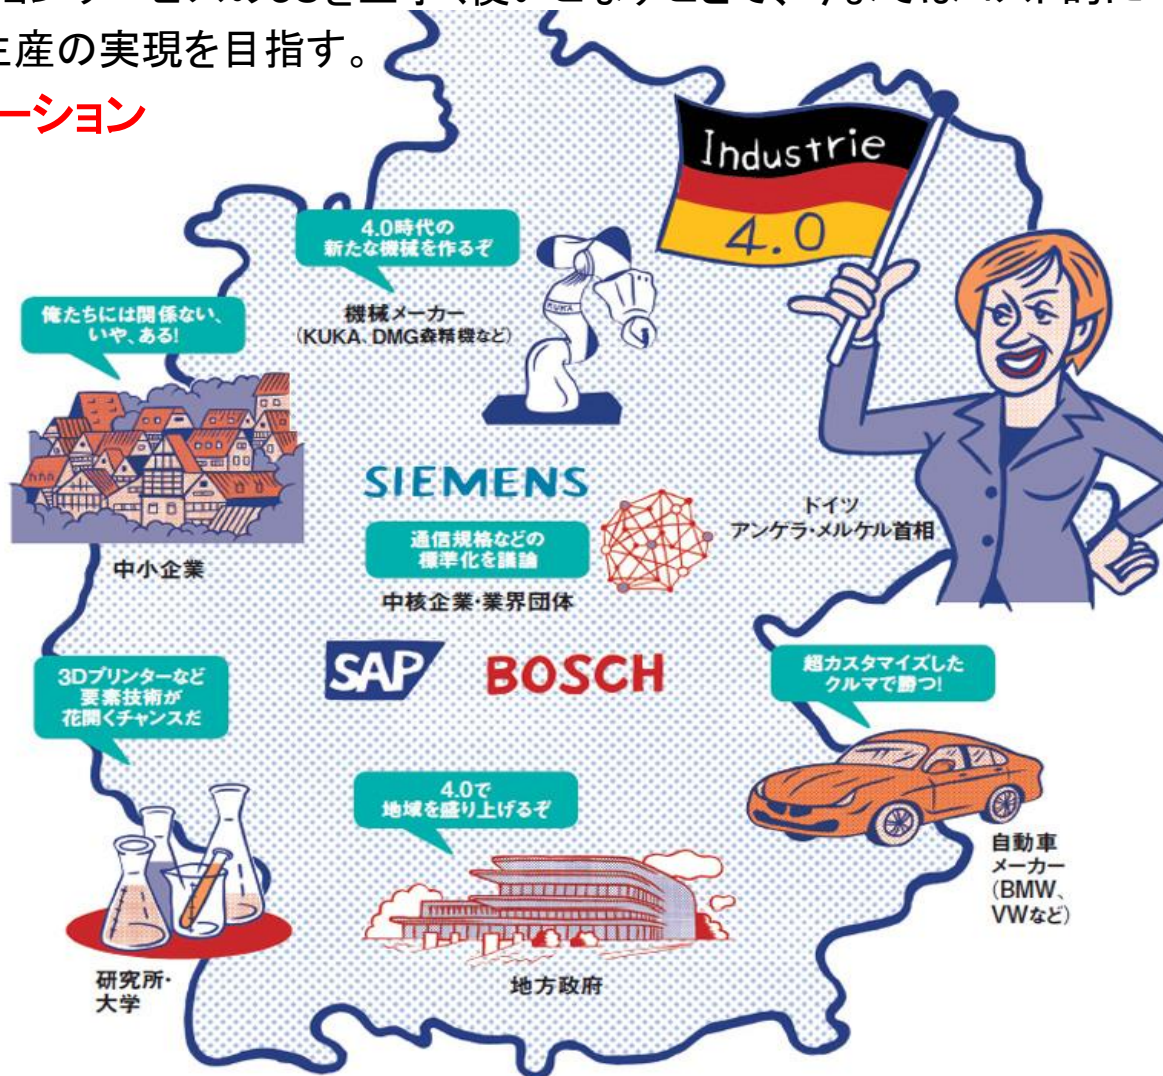 生産の実現を目指す。
ーション
Industrie
4.0
4.0時代の
新たな機械を作るぞ
機械メーカー
(KUKA、DMG森精機など)
KUKA
俺たちには関係ない、
いや、ある!
中小企業
SIEMENS
通信規格などの
標準化を議論
中核企業・業界団体
ドイツ
アンゲラ・メルケル首相
SAP
BOSCH
3Dプリンターなど
要素技術が
花開くチャンスだ
超カスタマイズした
クルマで勝つ!
4.0で
地域を盛り上げるぞ
自動車
メーカー
(BMW、
VWなど)
研究所・
大学
地方政府